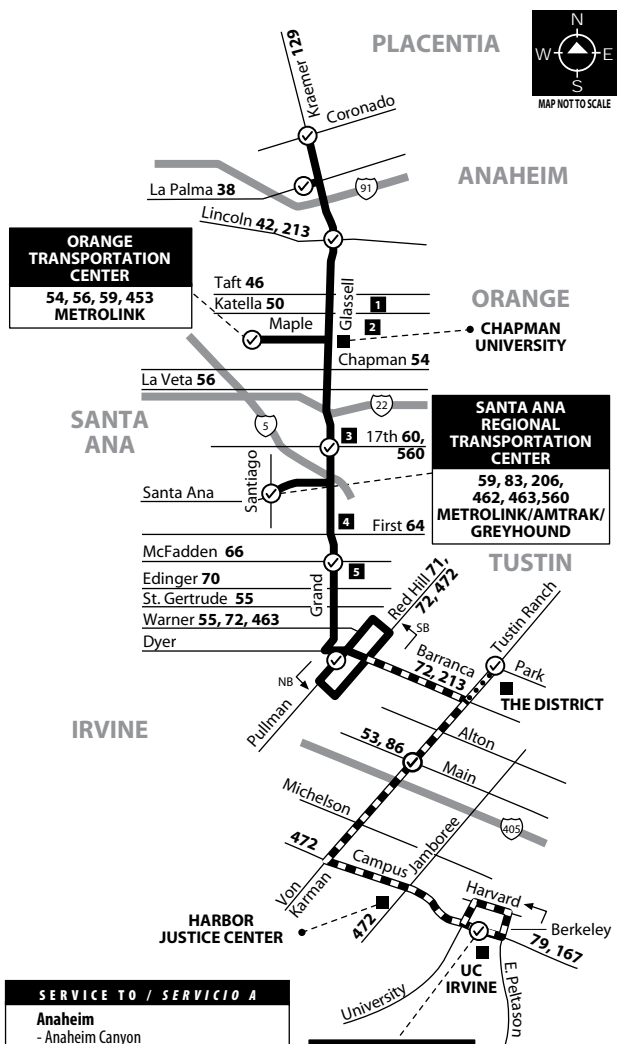 PLACENTIA
N
W E
S
MAP NOT TO SCALE
Kraemer 129
Coronado
ANAHEIM
La Palma 38
91
Lincoln 42, 213
ORANGE
TRANSPORTATION
CENTER
54, 56, 59, 453
METROLINK
Taft 46
Katella 50
Maple
Glassell
1
2
ORANGE
CHAPMAN
UNIVERSITY
Chapman 54
La Veta 56
22
5
SANTA
ANA
3
17th 60,
560
SANTA ANA
REGIONAL
TRANSPORTATION
CENTER
59, 83, 206,
462, 463,560
METROLINK/AMTRAK/
GREYHOUND
Santiago
Santa Ana
4
First 64
McFadden 66
5
TUSTIN
Edinger 70
St. Gertrude 55
Grand
Warner 55, 72, 463
Dyer
Red Hill 71,
72, 472
SB
NB
Barranca
72, 213
Tustin Ranch
Park
THE DISTRICT
Pullman
IRVINE
Alton
53, 86
Main
Michelson
405
472
Campus
Jamboree
Von
Karman
Harvard
HARBOR
JUSTICE CENTER
472
Berkeley
79, 167
UC
IRVINE
University
E. Peltason
SERVICE TO / SERVICIO A
Anaheim
- Anaheim Canyon